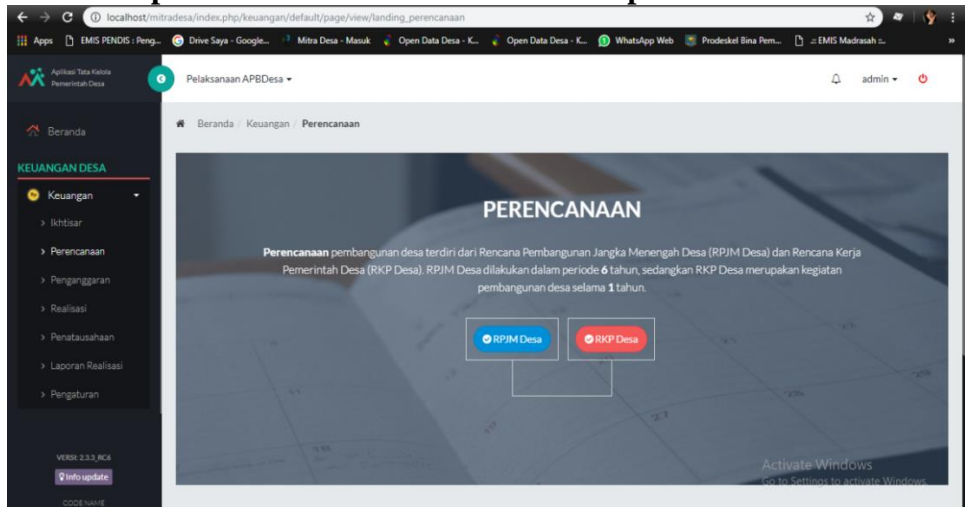 localhost/mitradesa/index.php/keuangan/default/page/view/landing_perencanaan
Apps EMIS PENDIS : Peng... Drive Saya - Google... Mitra Desa - Masuk Open Data Desa - K... Open Data Desa - K... WhatsApp Web Prodeskel Bina Pem... .:: EMIS Madrasah ::. »
Aplikasi Tata Kelola
Pemerintah Desa
Pelaksanaan APBDesa
admin
Beranda
Beranda / Keuangan / Perencanaan
KEUANGAN DESA
Keuangan
> Ikhtisar
> Perencanaan
> Penganggaran
> Realisasi
> Penatausahaan
> Laporan Realisasi
> Pengaturan
VERSI: 2.3.3_RC6
Info update
CODE NAME
PERENCANAAN
Perencanaan pembangunan desa terdiri dari Rencana Pembangunan Jangka Menengah Desa (RPJM Desa) dan Rencana Kerja
Pemerintah Desa (RKP Desa). RPJM Desa dilakukan dalam periode 6 tahun, sedangkan RKP Desa merupakan kegiatan
pembangunan desa selama 1 tahun.
RPJM Desa
RKP Desa
Activate Windows
Go to Settings to activate Windows.